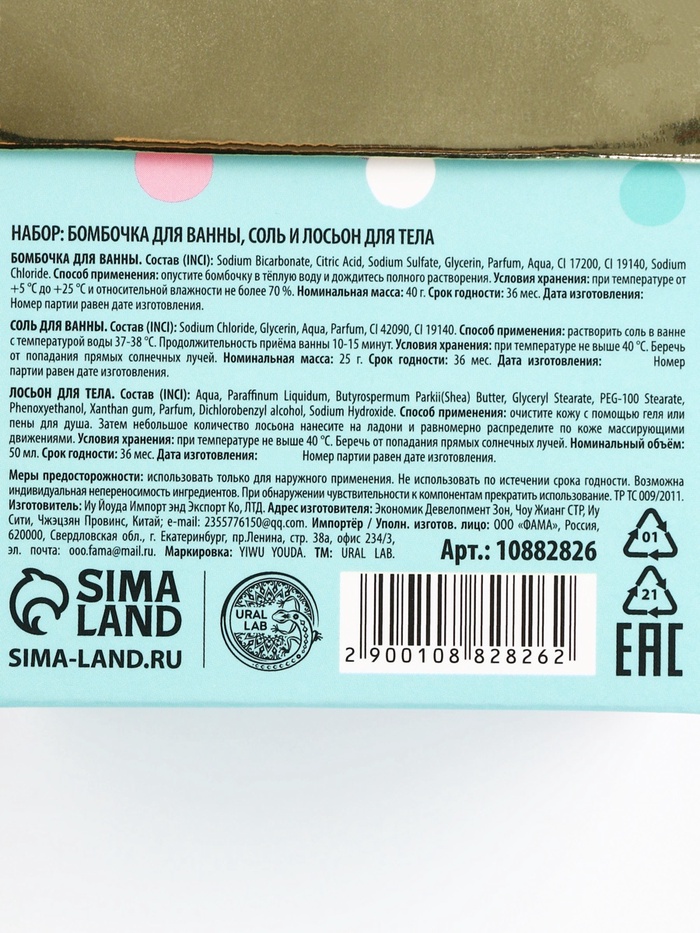 НАБОР: БОМБОЧКА ДЛЯ ВАННЫ, СОЛЬ И ЛОСЬОН ДЛЯ ТЕЛА
БОМБОЧКА ДЛЯ ВАННЫ. Состав (INCI): Sodium Bicarbonate, Citric Acid, Sodium Sulfate, Glycerin, Parfum, Aqua, CI 17200, CI 19140, Sodium
Chloride. Способ применения: опустите бомбочку в тёплую воду и дождитесь полного растворения. Условия хранения: при температуре от
+5 °C до +25 °C и относительной влажности не более 70 %. Номинальная масса: 40 г. Срок годности: 36 мес. Дата изготовления:
Номер партии равен дате изготовления.
СОЛЬ ДЛЯ ВАННЫ. Состав (INCI): Sodium Chloride, Glycerin, Aqua, Parfum, CI 42090, CI 19140. Способ применения: растворить соль в ванне
с температурой воды 37-38 °C. Продолжительность приёма ванны 10-15 минут. Условия хранения: при температуре не выше 40 °C. Беречь
от попадания прямых солнечных лучей. Номинальная масса: 25 г. Срок годности: 36 мес. Дата изготовления: Номер
партии равен дате изготовления.
ЛОСЬОН ДЛЯ ТЕЛА. Состав (INCI): Aqua, Paraffinum Liquidum, Butyrospermum Parkii(Shea) Butter, Glyceryl Stearate, PEG-100 Stearate,
Phenoxyethanol, Xanthan gum, Parfum, Dichlorobenzyl alcohol, Sodium Hydroxide. Способ применения: очистите кожу с помощью геля или
пены для душа. Затем небольшое количество лосьона нанесите на ладони и равномерно распределите по коже массирующими
движениями. Условия хранения: при температуре не выше 40 °C. Беречь от попадания прямых солнечных лучей. Номинальный объём:
50 мл. Срок годности: 36 мес. Дата изготовления: Номер партии равен дате изготовления.
Меры предосторожности: использовать только для наружного применения. Не использовать по истечении срока годности. Возможна
индивидуальная непереносимость ингредиентов. При обнаружении чувствительности к компонентам прекратить использование. ТР ТС 009/2011.
Изготовитель: Иу Йоуда Импорт энд Экспорт Ко, ЛТД. Адрес изготовителя: Экономик Девелопмент Зон, Чоу Жианг СТР, Иу
Сити, Чжэцзян Провинс, Китай; e-mail: 2355776150@qq.com. Импортёр / Уполн. изготов. лицо: ООО «ФАМА», Россия,
620000, Свердловская обл., г. Екатеринбург, пр.Ленина, стр. 38а, офис 234/3,
эл. почта: ooo.fama@mail.ru. Маркировка: YIWU YOUDA. ТМ: URAL LAB.
Арт.: 10882826
01
21
SIMA
LAND
SIMA-LAND.RU
URAL
LAB
2 900108 828262
EAC